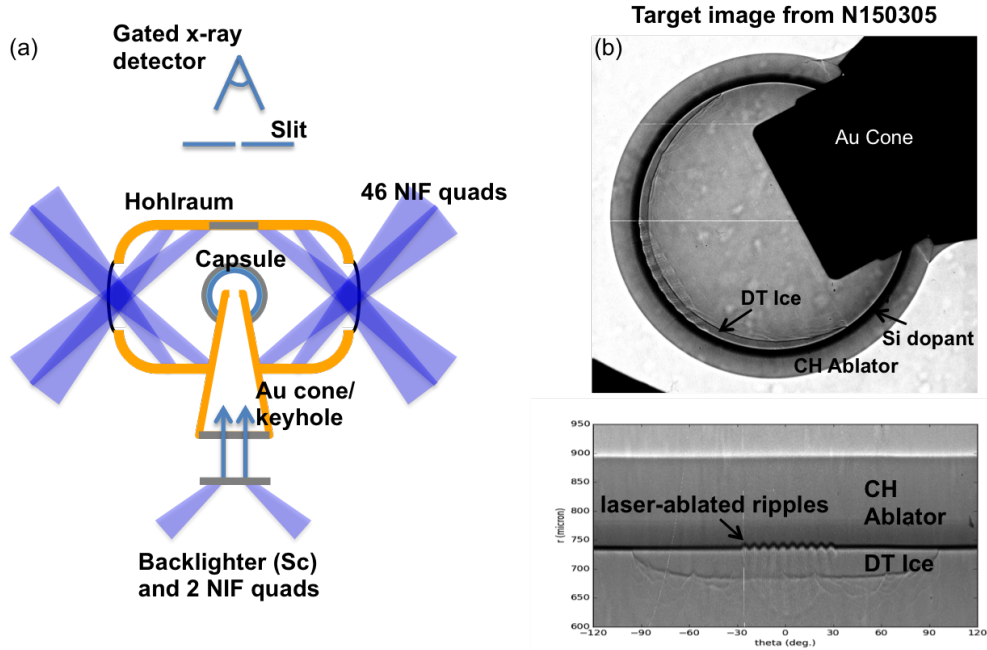 (a)
Gated x-ray
detector
Slit
46 NIF quads
Hohlraum
Capsule
Au cone/
keyhole
Backlighter (Sc)
and 2 NIF quads
Target image from N150305
(b)
Au Cone
DT Ice
Si dopant
CH Ablator
950
900
850
800
750
700
650
600
r (micron)
CH
Ablator
laser-ablated ripples
DT Ice
−120
−90
−60
−30
0
30
60
90
120
theta (deg.)